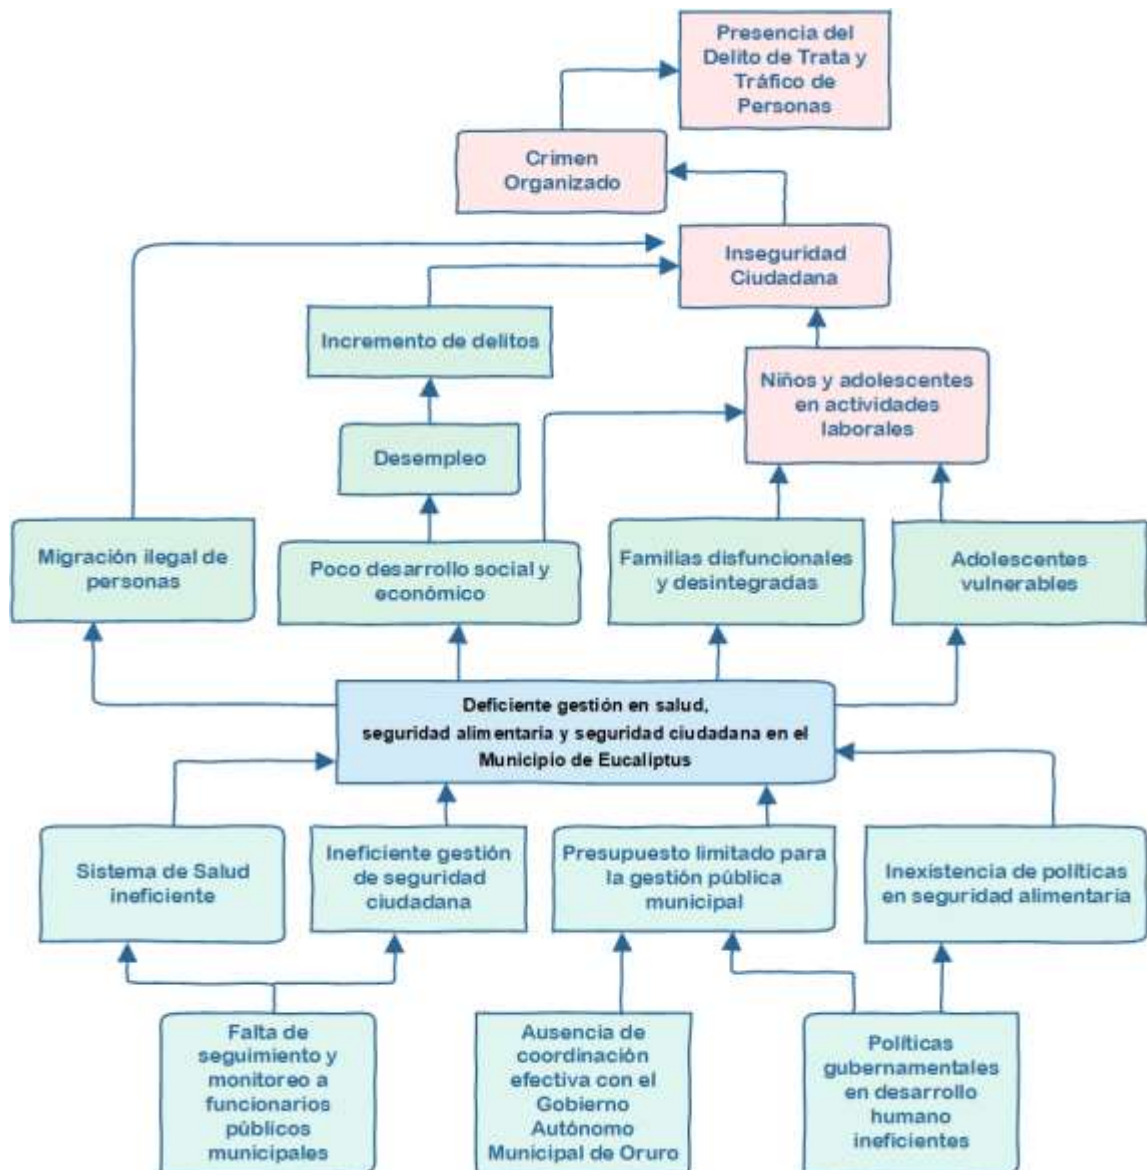 Presencia del
Delito de Trata y
Tráfico de
Personas
Crimen
Organizado
Inseguridad
Ciudadana
Incremento de delitos
Niños y adolescentes
en actividades
laborales
Desempleo
Migración ilegal de
personas
Poco desarrollo social y
económico
Familias disfuncionales
y desintegradas
Adolescentes
vulnerables
Deficiente gestión en salud,
seguridad alimentaria y seguridad ciudadana en el
Municipio de Eucaliptus
Sistema de Salud
ineficiente
Ineficiente gestión
de seguridad
ciudadana
Presupuesto limitado para
la gestión pública
municipal
Inexistencia de políticas
en seguridad alimentaria
Falta de
seguimiento y
monitoreo a
funcionarios
públicos
municipales
Ausencia de
coordinación
efectiva con el
Gobierno
Autónomo
Municipal de Oruro
Políticas
gubernamentales
en desarrollo
humano
ineficientes